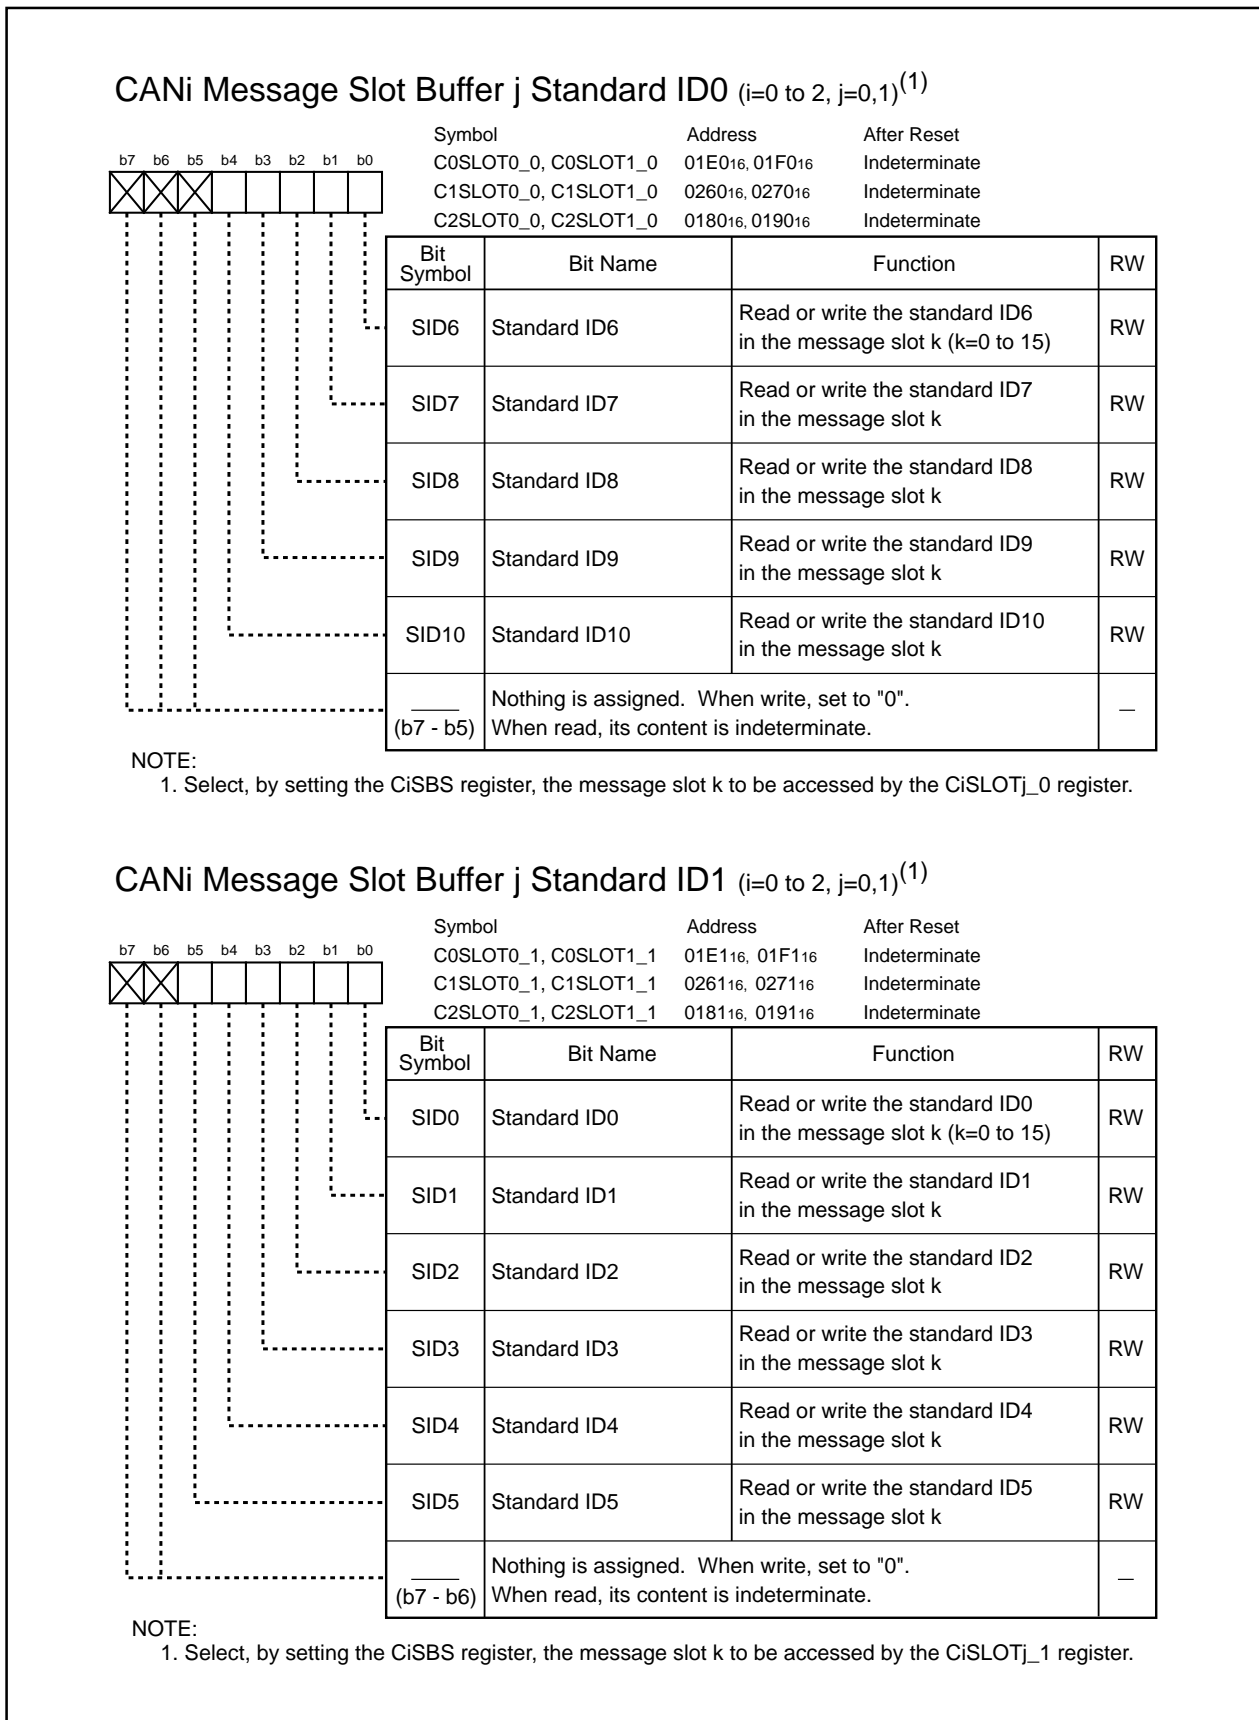 CANi Message Slot Buffer j Standard ID0 (i=0 to 2, j=0,1)(1)
Symbol Address After Reset
b7 b6 b5 b4 b3 b2 b1 b0
C0SLOT0_0, C0SLOT1_0 01E016, 01F016 Indeterminate
C1SLOT0_0, C1SLOT1_0 026016, 027016 Indeterminate
C2SLOT0_0, C2SLOT1_0 018016, 019016 Indeterminate
Bit Symbol Bit Name Function RW
SID6 Standard ID6 Read or write the standard ID6
in the message slot k (k=0 to 15) RW
SID7 Standard ID7 Read or write the standard ID7
in the message slot k RW
SID8 Standard ID8 Read or write the standard ID8
in the message slot k RW
SID9 Standard ID9 Read or write the standard ID9
in the message slot k RW
SID10 Standard ID10 Read or write the standard ID10
in the message slot k RW
Nothing is assigned. When write, set to "0". —
(b7 - b5) When read, its content is indeterminate.
NOTE:
1. Select, by setting the CiSBS register, the message slot k to be accessed by the CiSLOTj_0 register.
CANi Message Slot Buffer j Standard ID1 (i=0 to 2, j=0,1)(1)
Symbol Address After Reset
b7 b6 b5 b4 b3 b2 b1 b0
C0SLOT0_1, C0SLOT1_1 01E116, 01F116 Indeterminate
C1SLOT0_1, C1SLOT1_1 026116, 027116 Indeterminate
C2SLOT0_1, C2SLOT1_1 018116, 019116 Indeterminate
Bit Symbol Bit Name Function RW
SID0 Standard ID0 Read or write the standard ID0
in the message slot k (k=0 to 15) RW
SID1 Standard ID1 Read or write the standard ID1
in the message slot k RW
SID2 Standard ID2 Read or write the standard ID2
in the message slot k RW
SID3 Standard ID3 Read or write the standard ID3
in the message slot k RW
SID4 Standard ID4 Read or write the standard ID4
in the message slot k RW
SID5 Standard ID5 Read or write the standard ID5
in the message slot k RW
Nothing is assigned. When write, set to "0". —
(b7 - b6) When read, its content is indeterminate.
NOTE:
1. Select, by setting the CiSBS register, the message slot k to be accessed by the CiSLOTj_1 register.